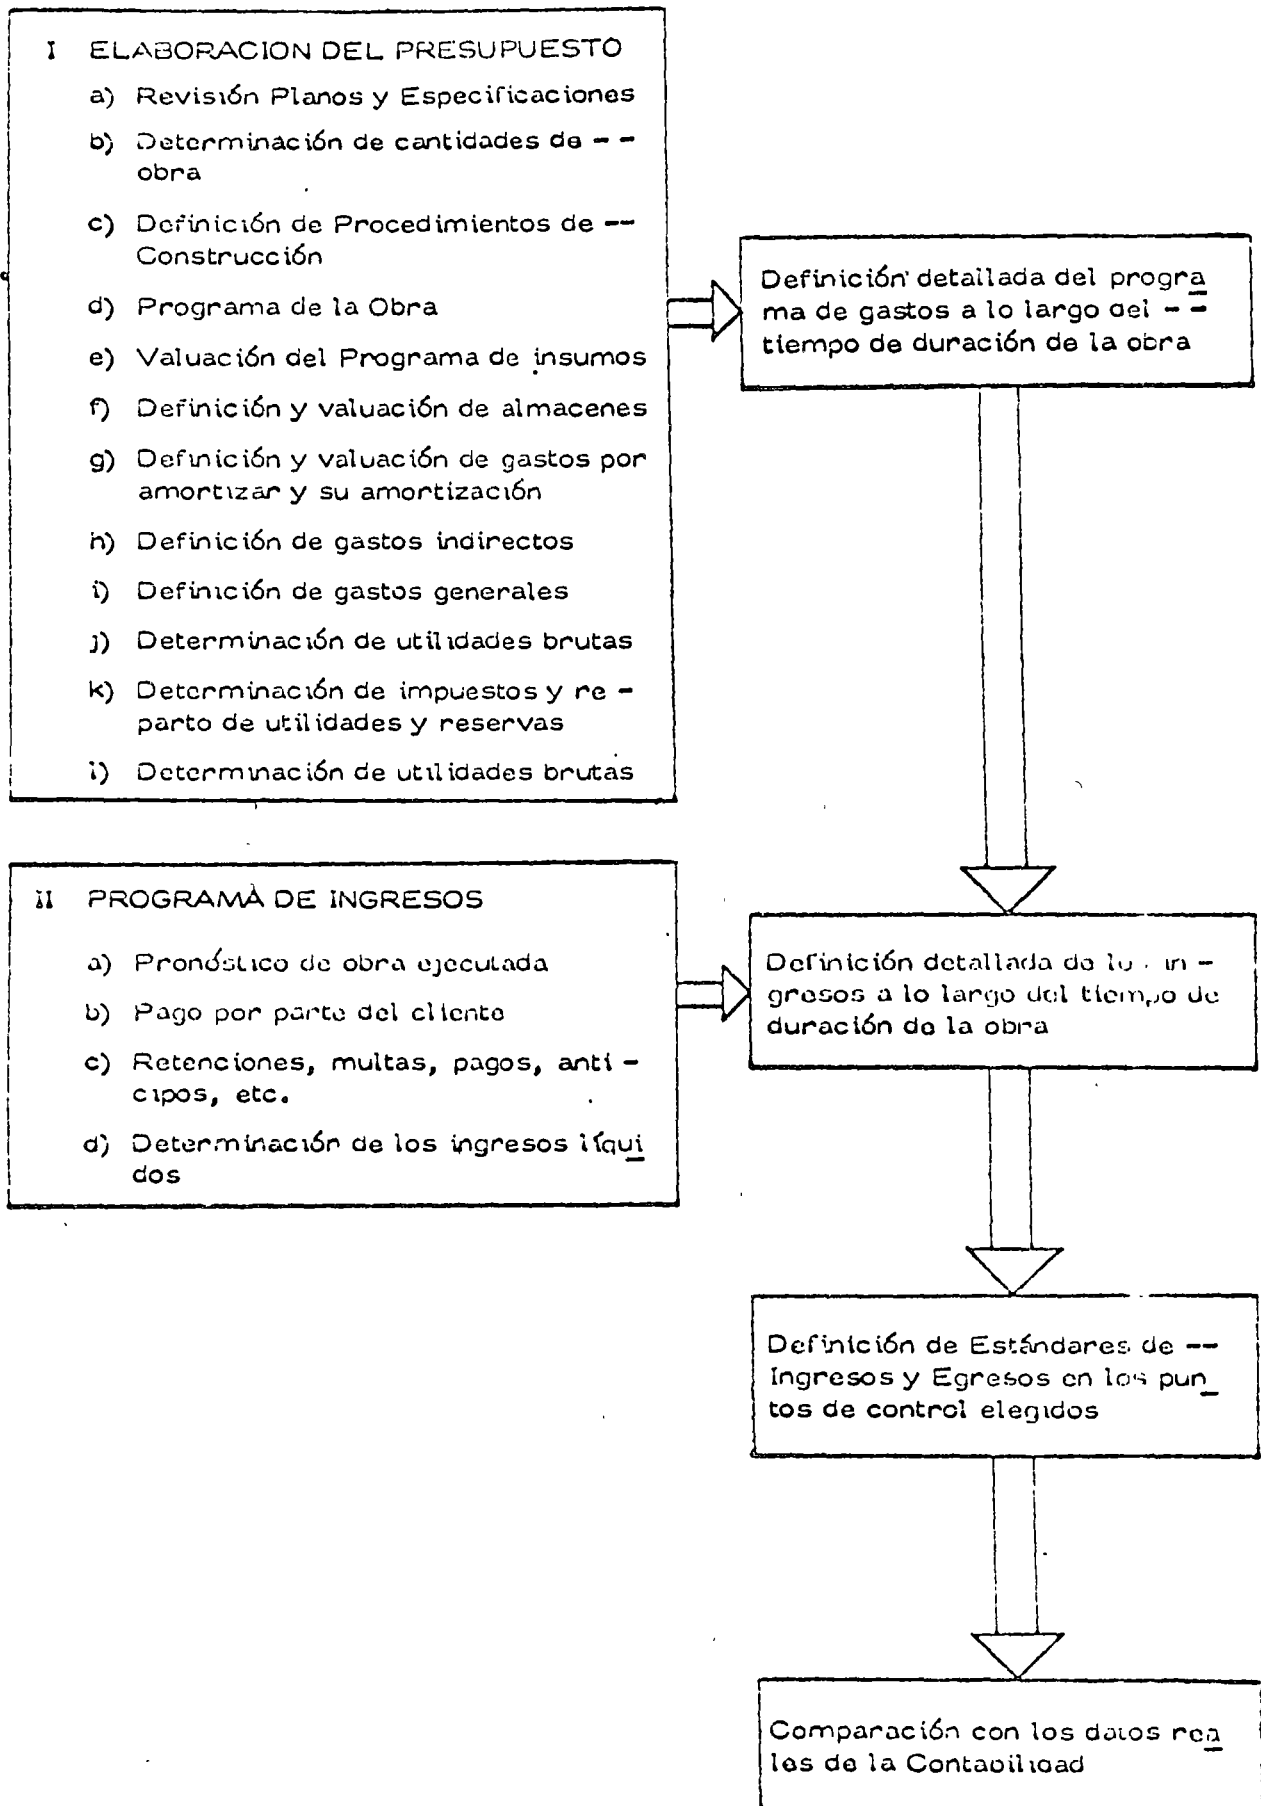 I ELABORACION DEL PRESUPUESTO
a) Revisión Planos y Especificaciones
b) Determinación de cantidades de - -
obra
c) Definición de Procedimientos de --
Construcción
d) Programa de la Obra
e) Valuación del Programa de insumos
f) Definición y valuación de almacenes
g) Definición y valuación de gastos por
amortizar y su amortización
h) Definición de gastos indirectos
i) Definición de gastos generales
j) Determinación de utilidades brutas
k) Determinación de impuestos y re -
parto de utilidades y reservas
l) Determinación de utilidades brutas
Definición detallada del progra
ma de gastos a lo largo del - -
tiempo de duración de la obra
II PROGRAMA DE INGRESOS
a) Pronóstico de obra ejecutada
b) Pago por parte del cliente
c) Retenciones, multas, pagos, anti -
cipos, etc.
d) Determinación de los ingresos líqui
dos
Definición detallada de in -
gresos a lo largo del tiempo de
duración de la obra
Definición de Estándares de --
Ingresos y Egresos en los pun
tos de control elegidos
Comparación con los datos rea
les de la Contabilidad